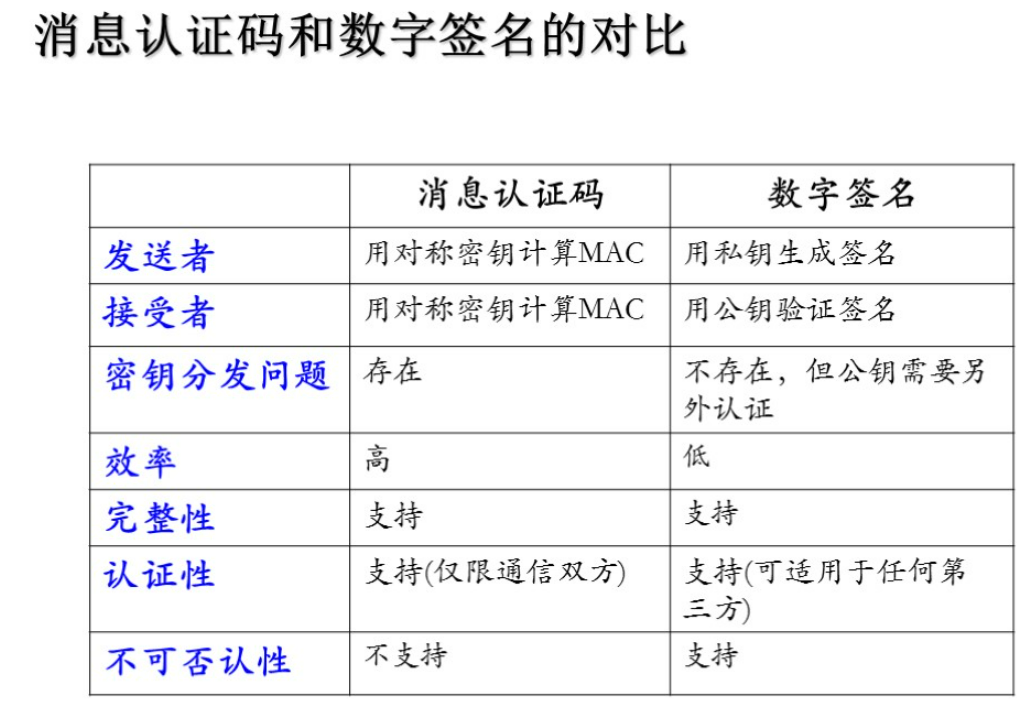 消息认证码和数字签名的对比
消息认证码 数字签名
发送者 用对称密钥计算MAC 用私钥生成签名
接受者 用对称密钥计算MAC 用公钥验证签名
密钥分发问题 存在 不存在，但公钥需要另
外认证
效率 高 低
完整性 支持 支持
认证性 支持(仅限通信双方) 支持(可适用于任何第
三方)
不可否认性 不支持 支持